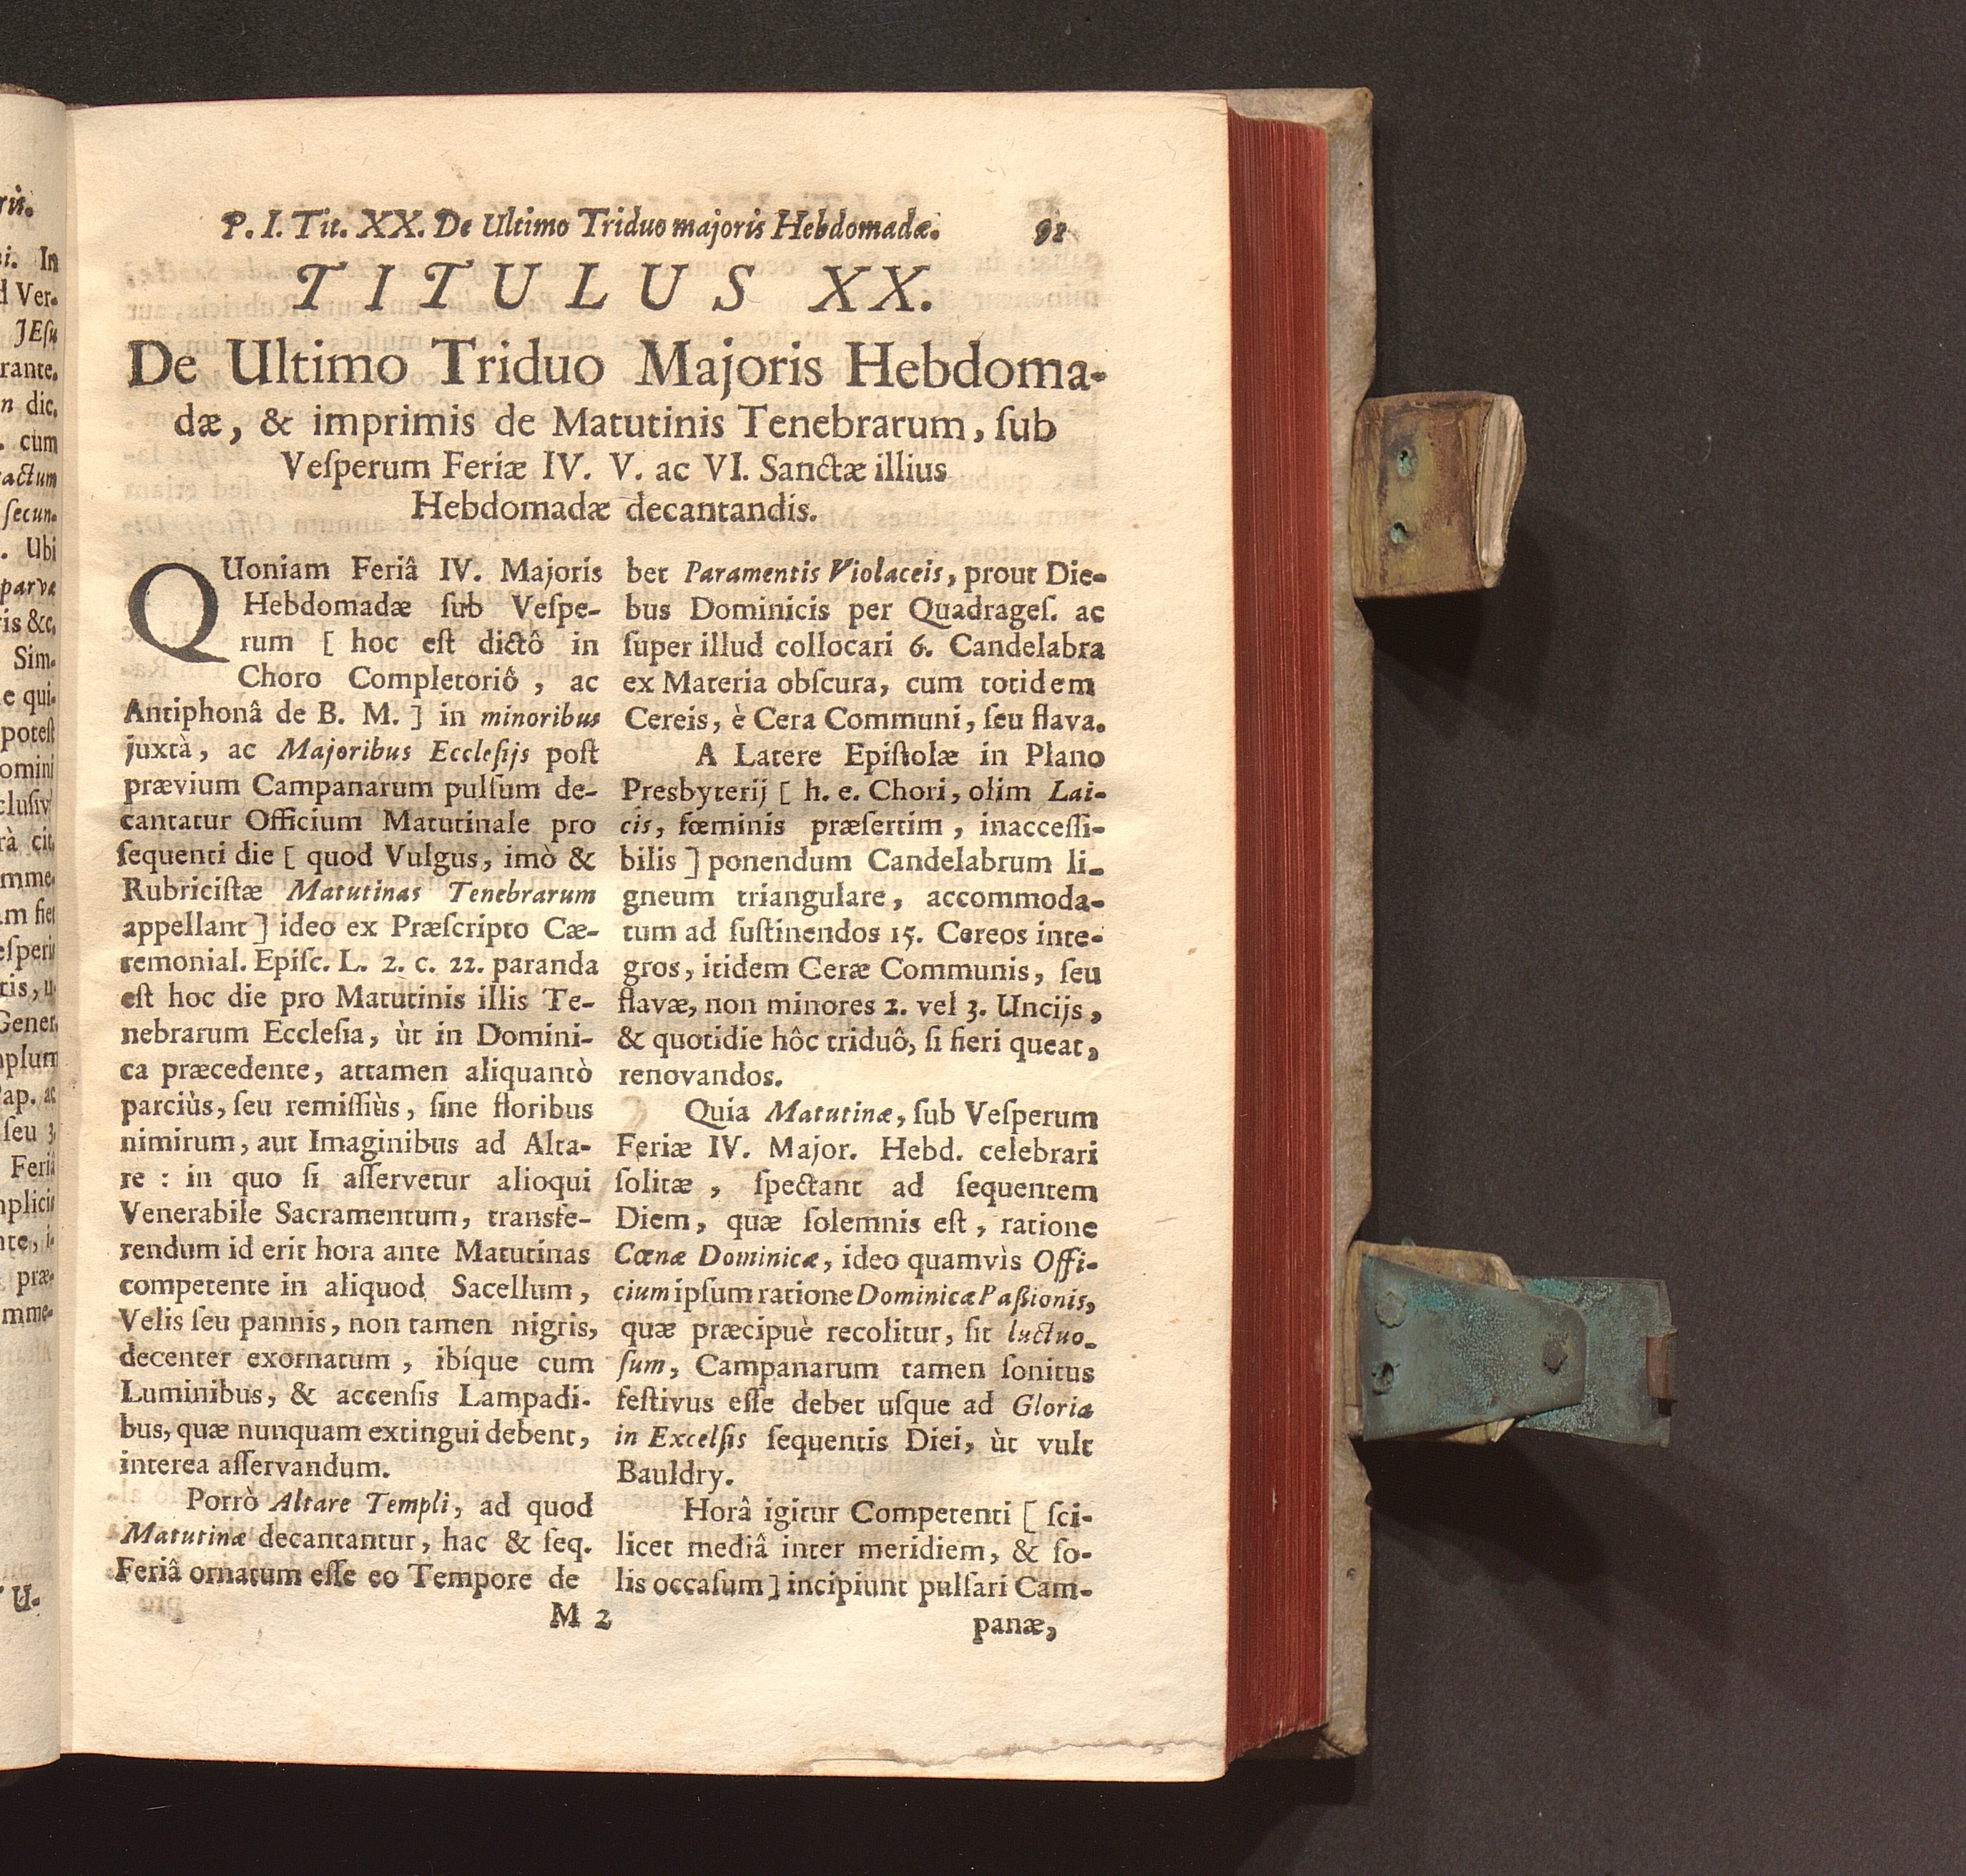 P. I. Tit. XX. De Ultimo Triduo majoris Hebdomadæ. 91
TITULUS XX.
De Ultimo Triduo Majoris Hebdoma-
dæ, & imprimis de Matutinis Tenebrarum, ſub
Veſperum Feriæ IV. V. ac VI. Sanctæ illius
Hebdomadæ decantandis.
QUoniam Feriâ IV. Majoris
Hebdomadæ ſub Veſpe-
rum [ hoc eſt dictô in
Choro Completoriô, ac
Antiphonâ de B. M. ] in minoribus
juxtà, ac Majoribus Eccleſijs poſt
prævium Campanarum pulſum de-
cantatur Officium Matutinale pro
ſequenti die [ quod Vulgus, imò &
Rubriciſtæ Matutinas Tenebrarum
appellant ] ideo ex Præſcripto Cæ-
remonial. Epiſc. L. 2. c. 22. paranda
eſt hoc die pro Matutinis illis Te-
nebrarum Eccleſia, ùt in Domini-
ca præcedente, attamen aliquantò
parciùs, ſeu remiſſiùs, ſine floribus
nimirum, aut Imaginibus ad Alta-
re : in quo ſi aſſervetur alioqui
Venerabile Sacramentum, transfe-
rendum id erit hora ante Matutinas
competente in aliquod Sacellum,
Velis ſeu pannis, non tamen nigris,
decenter exornatum, ibíque cum
Luminibus, & accenſis Lampadi-
bus, quæ nunquam extingui debent,
interea aſſervandum.
Porrò Altare Templi, ad quod
Matutinæ decantantur, hac & ſeq.
Feriâ ornatum eſſe eo Tempore de
M 2
bet Paramentis Violaceis, prout Die-
bus Dominicis per Quadrageſ. ac
ſuper illud collocari 6. Candelabra
ex Materia obſcura, cum totidem
Cereis, è Cera Communi, ſeu flava.
A Latere Epiſtolæ in Plano
Presbyterij [ h. e. Chori, olim Lai-
cis, fœminis præſertim, inacceſſi-
bilis ] ponendum Candelabrum li-
gneum triangulare, accommoda-
tum ad ſuſtinendos 15. Cereos inte-
gros, itidem Ceræ Communis, ſeu
flavæ, non minores 2. vel 3. Uncijs,
& quotidie hôc triduô, ſi fieri queat,
renovandos.
Quia Matutinæ, ſub Veſperum
Feriæ IV. Major. Hebd. celebrari
ſolitæ, ſpectant ad ſequentem
Diem, quæ ſolemnis eſt, ratione
Cœnæ Dominicæ, ideo quamvìs Offi-
cium ipſum ratione Dominicæ Paſsionis,
quæ præcipuè recolitur, ſit luctuo-
ſum, Campanarum tamen ſonitus
feſtivus eſſe debet uſque ad Gloria
in Excelſis ſequentis Diei, ùt vult
Bauldry.
Horâ igitur Competenti [ ſci-
licet mediâ inter meridiem, & ſo-
lis occaſum ] incipiunt pulſari Cam-
panæ,